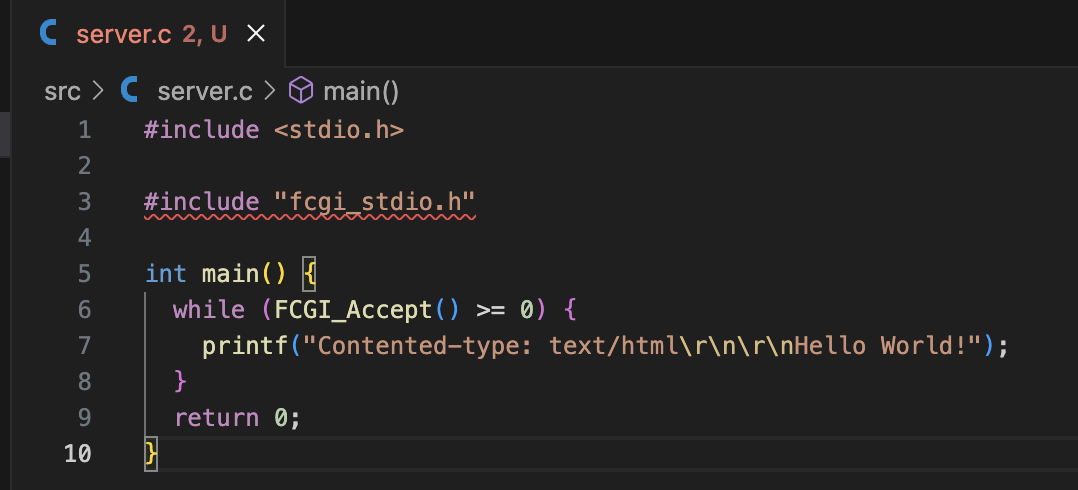 server.c 2, U
src > server.c > main()
1 #include <stdio.h>
2
3 #include "fcgi_stdio.h"
4
5 int main() {
6   while (FCGI_Accept() >= 0) {
7     printf("Contented-type: text/html\r\n\r\nHello World!");
8   }
9   return 0;
10 }